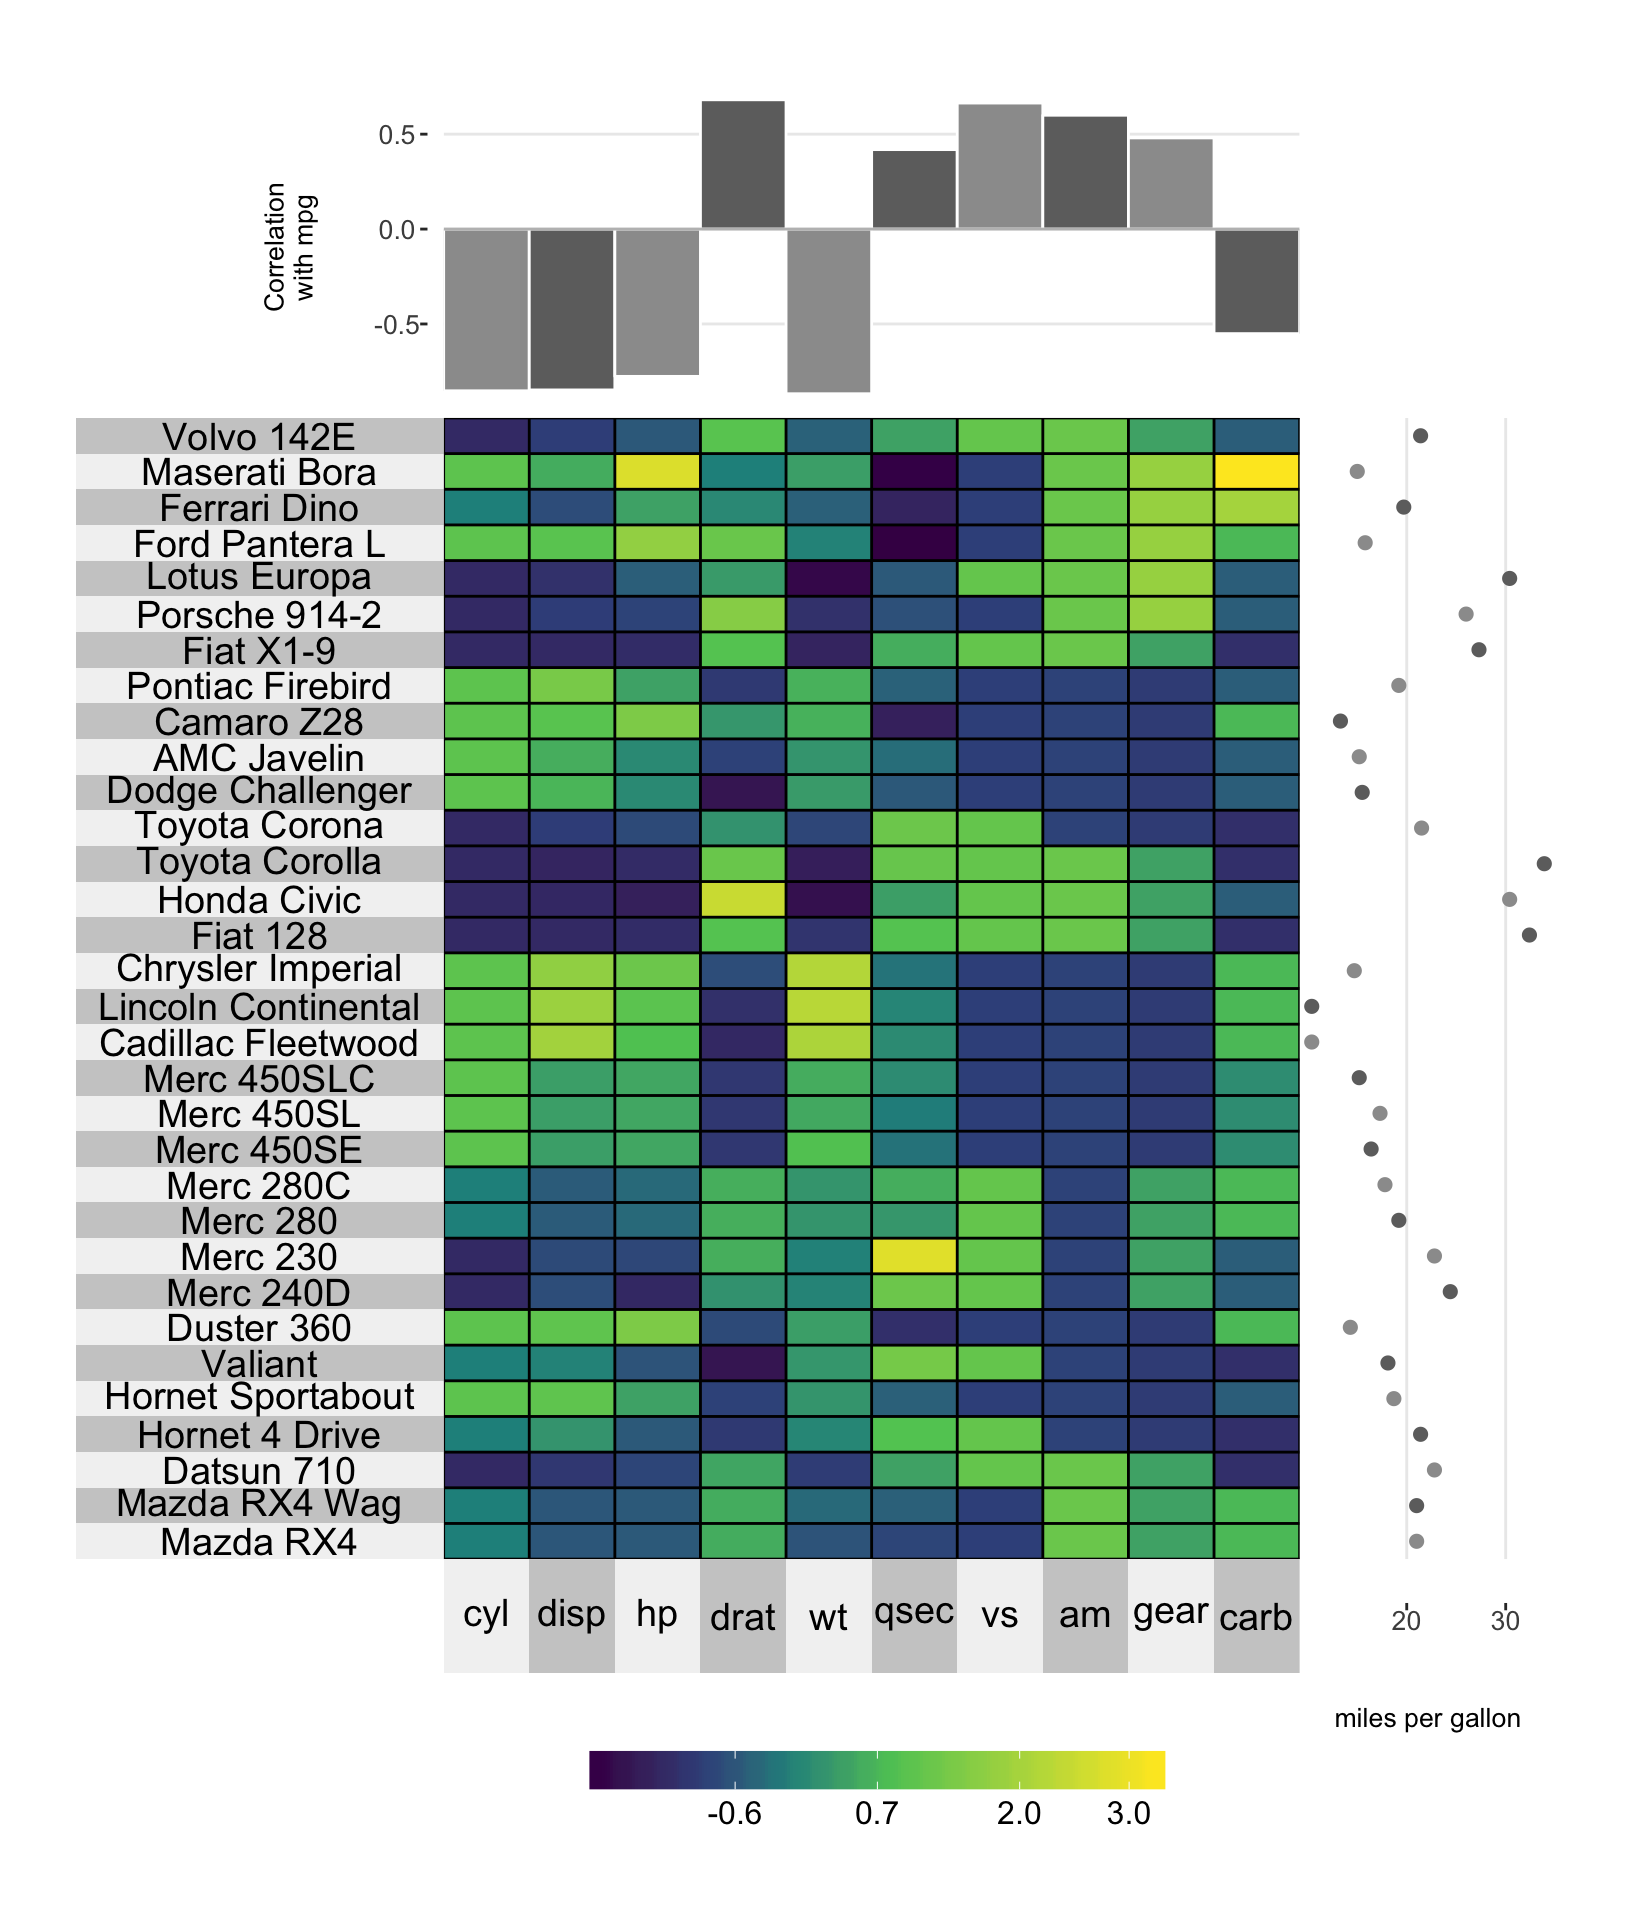 0.5
0.0
-0.5
Correlation
with mpg
Volvo 142E
Maserati Bora
Ferrari Dino
Ford Pantera L
Lotus Europa
Porsche 914-2
Fiat X1-9
Pontiac Firebird
Camaro Z28
AMC Javelin
Dodge Challenger
Toyota Corona
Toyota Corolla
Honda Civic
Fiat 128
Chrysler Imperial
Lincoln Continental
Cadillac Fleetwood
Merc 450SLC
Merc 450SL
Merc 450SE
Merc 280C
Merc 280
Merc 230
Merc 240D
Duster 360
Valiant
Hornet Sportabout
Hornet 4 Drive
Datsun 710
Mazda RX4 Wag
Mazda RX4
cyl disp hp drat wt qsec vs am gear carb
20 30
miles per gallon
-0.6 0.7 2.0 3.0